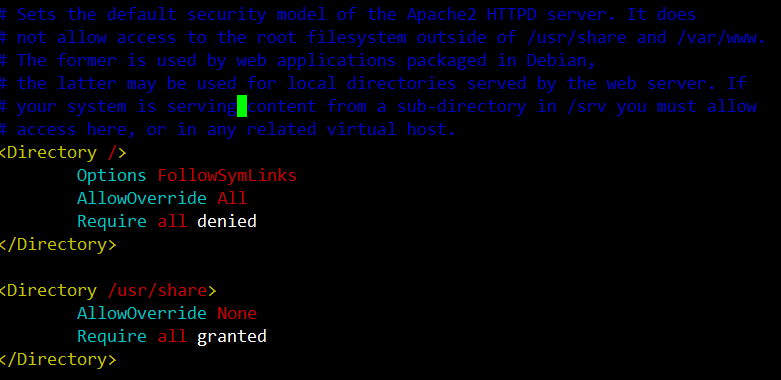 # Sets the default security model of the Apache2 HTTPD server. It does
# not allow access to the root filesystem outside of /usr/share and /var/www.
# The former is used by web applications packaged in Debian,
# the latter may be used for local directories served by the web server. If
# your system is serving content from a sub-directory in /srv you must allow
# access here, or in any related virtual host.
<Directory />
        Options FollowSymLinks
        AllowOverride All
        Require all denied
</Directory>

<Directory /usr/share>
        AllowOverride None
        Require all granted
</Directory>